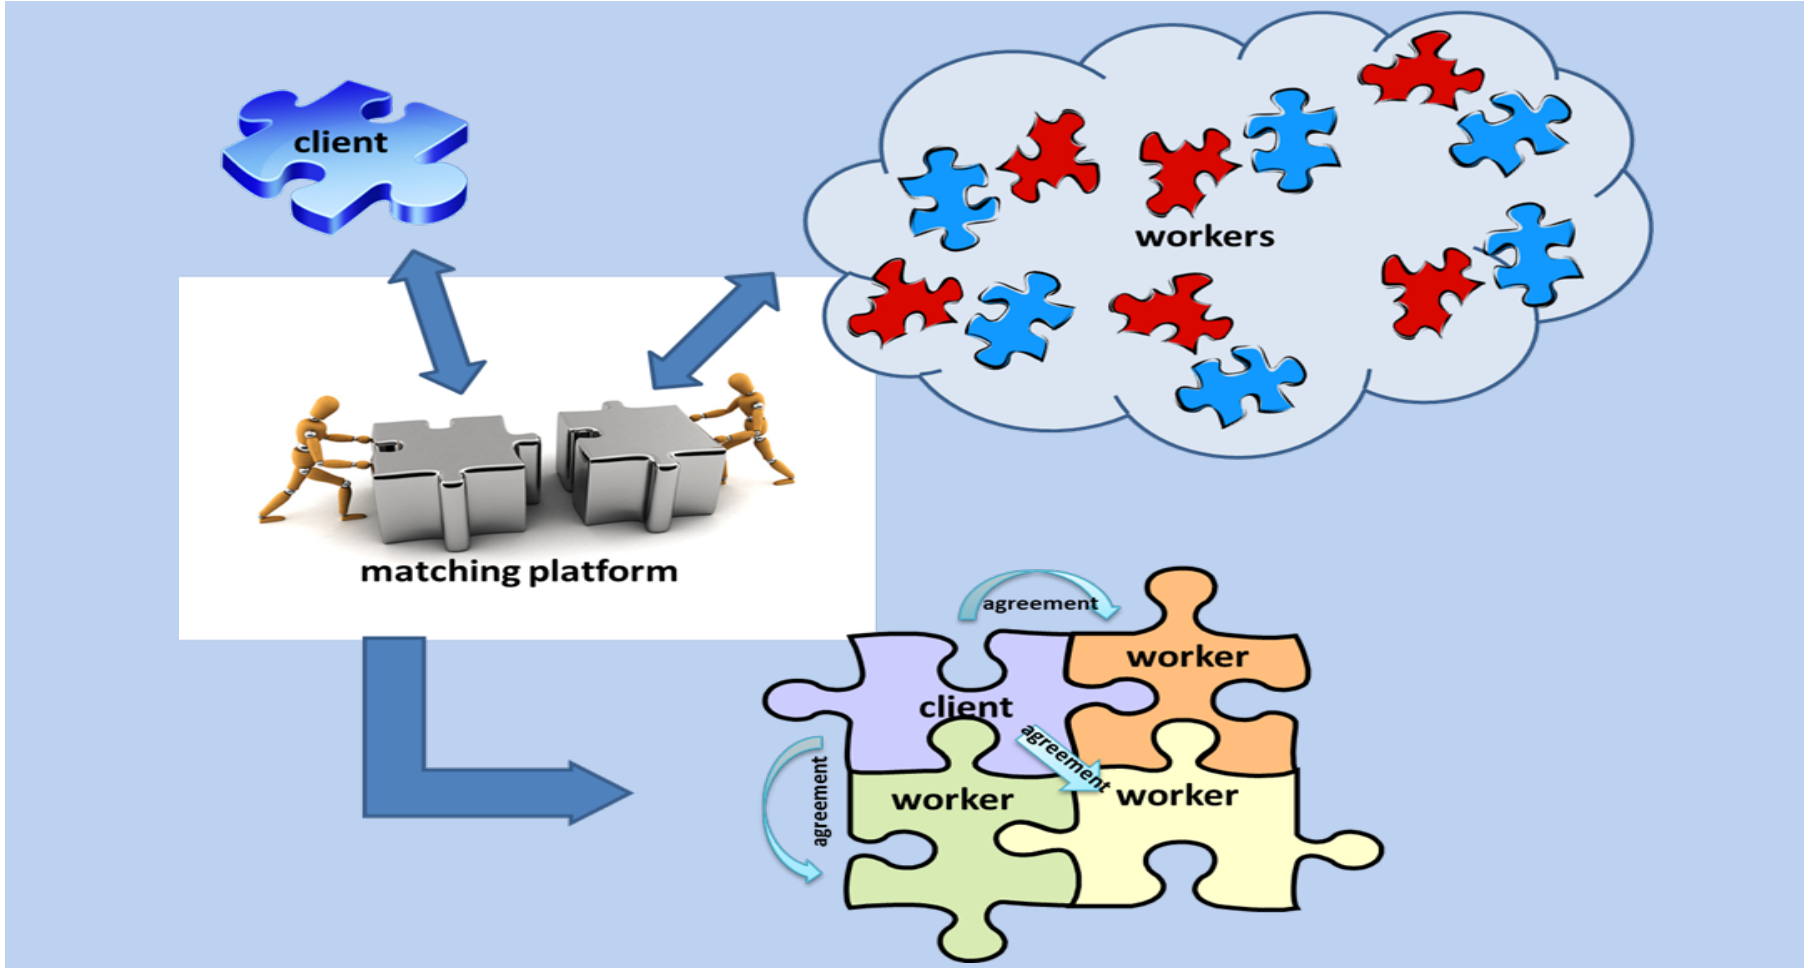 client
workers
matching platform
agreement
worker
client
agreement
agreement
worker
worker